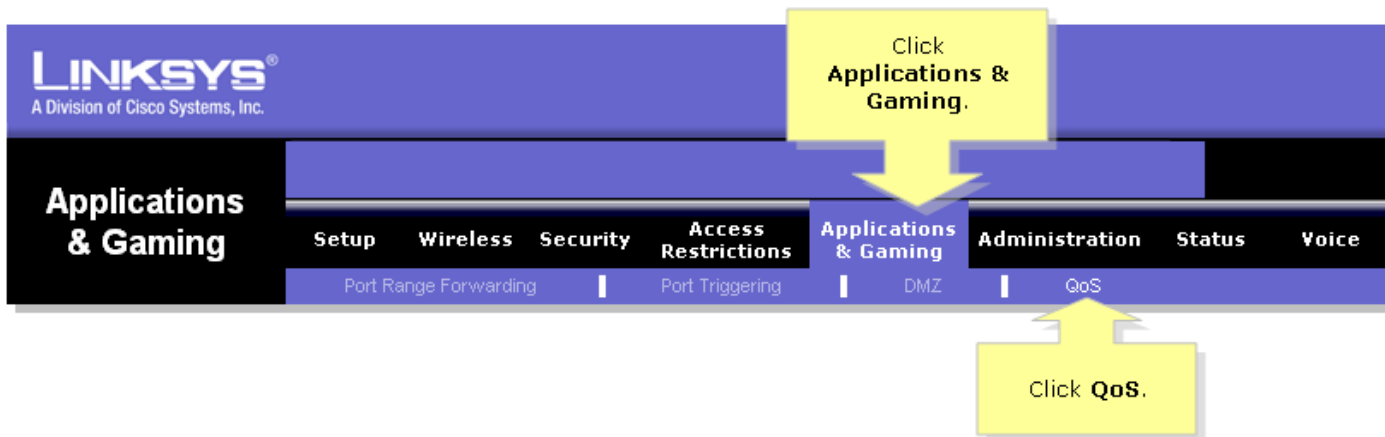 LINKSYS®
A Division of Cisco Systems, Inc.
Click
Applications &
Gaming.
Applications
& Gaming
Setup Wireless Security Access Restrictions Applications & Gaming Administration Status Voice
Port Range Forwarding Port Triggering DMZ QoS
Click QoS.